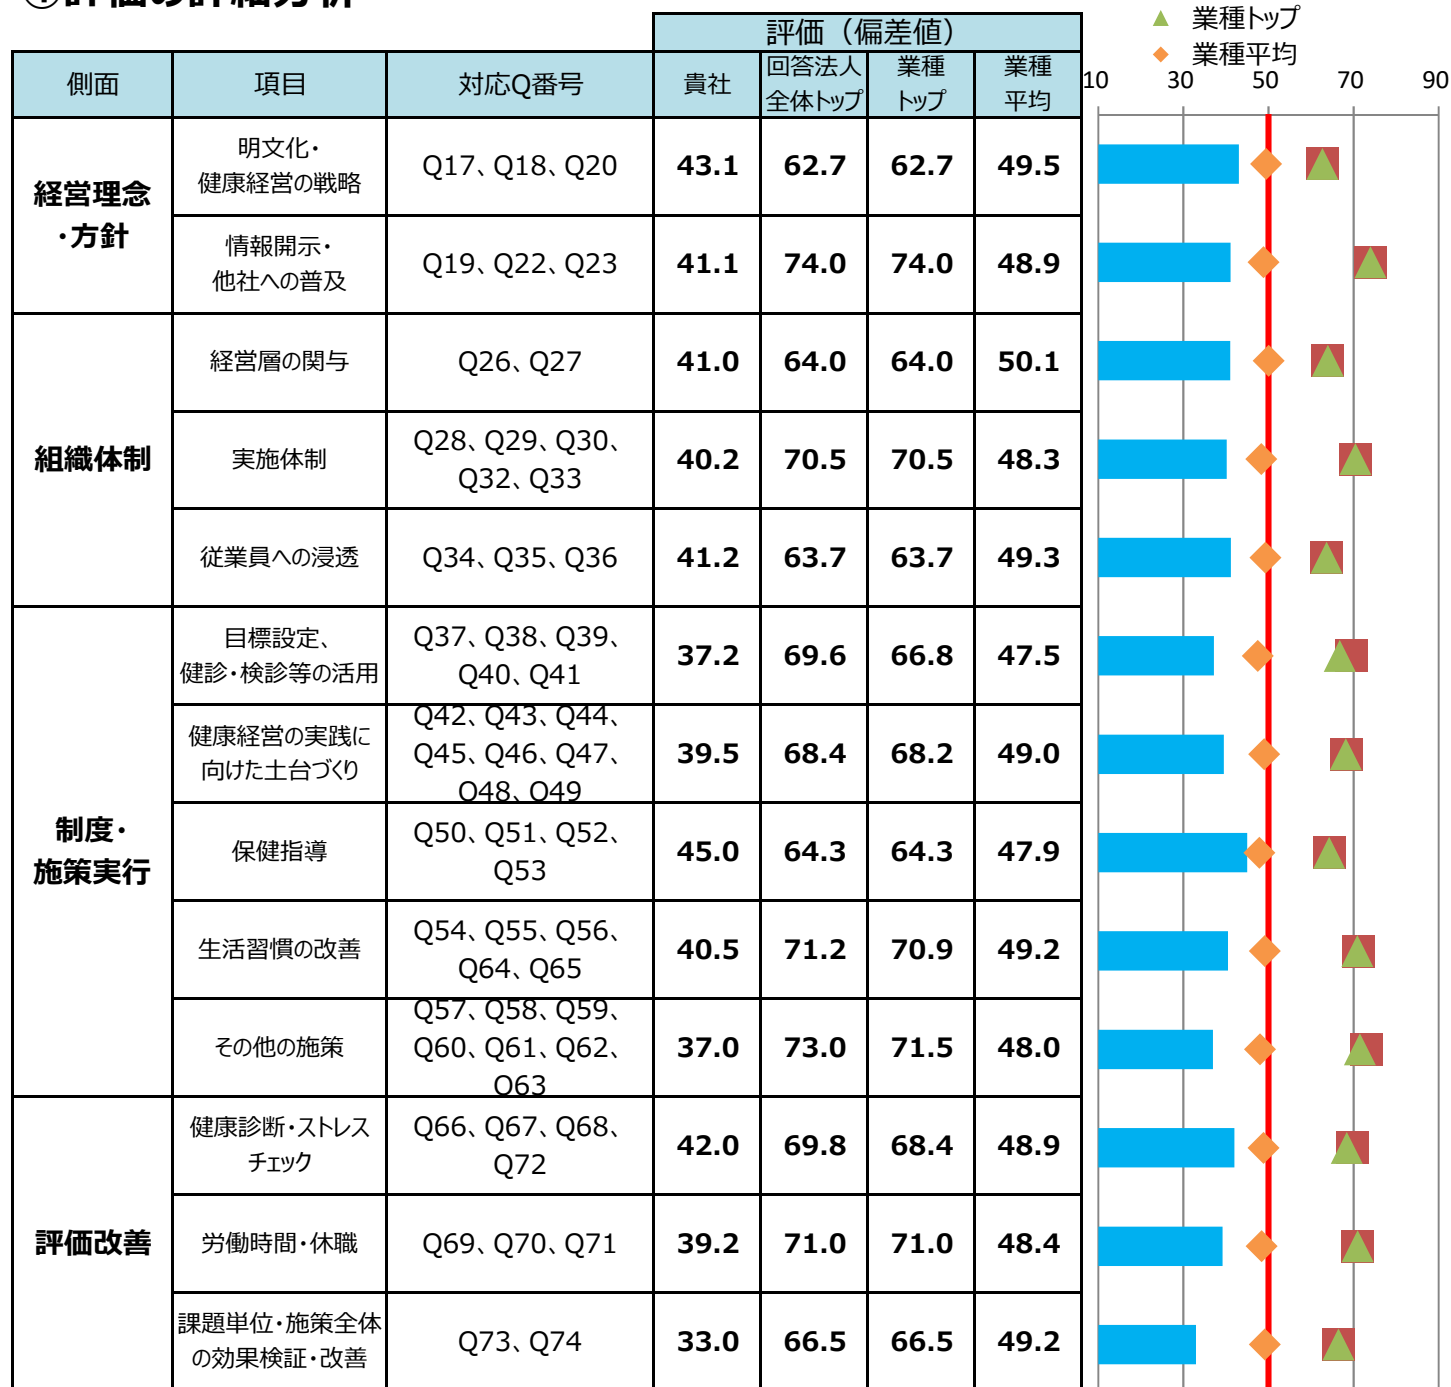 ①評価の詳細分析
▲ 業種トップ
◆ 業種平均
評価（偏差値）
側面 項目 対応Q番号 貴社 回答法人 業種 業種
全体トップ トップ 平均
10 30 50 70 90
経営理念
・方針
明文化・
健康経営の戦略
Q17、Q18、Q20 43.1 62.7 62.7 49.5
情報開示・
他社への普及
Q19、Q22、Q23 41.1 74.0 74.0 48.9
組織体制
経営層の関与 Q26、Q27 41.0 64.0 64.0 50.1
実施体制
Q28、Q29、Q30、
Q32、Q33
40.2 70.5 70.5 48.3
従業員への浸透 Q34、Q35、Q36 41.2 63.7 63.7 49.3
制度・
施策実行
目標設定、
健診・検診等の活用
Q37、Q38、Q39、
Q40、Q41
37.2 69.6 66.8 47.5
健康経営の実践に
向けた土台づくり
Q42、Q43、Q44、
Q45、Q46、Q47、
Q48、Q49
39.5 68.4 68.2 49.0
保健指導
Q50、Q51、Q52、
Q53
45.0 64.3 64.3 47.9
生活習慣の改善
Q54、Q55、Q56、
Q64、Q65
40.5 71.2 70.9 49.2
その他の施策
Q57、Q58、Q59、
Q60、Q61、Q62、
Q63
37.0 73.0 71.5 48.0
評価改善
健康診断・ストレス
チェック
Q66、Q67、Q68、
Q72
42.0 69.8 68.4 48.9
労働時間・休職 Q69、Q70、Q71 39.2 71.0 71.0 48.4
課題単位・施策全体
の効果検証・改善
Q73、Q74 33.0 66.5 66.5 49.2